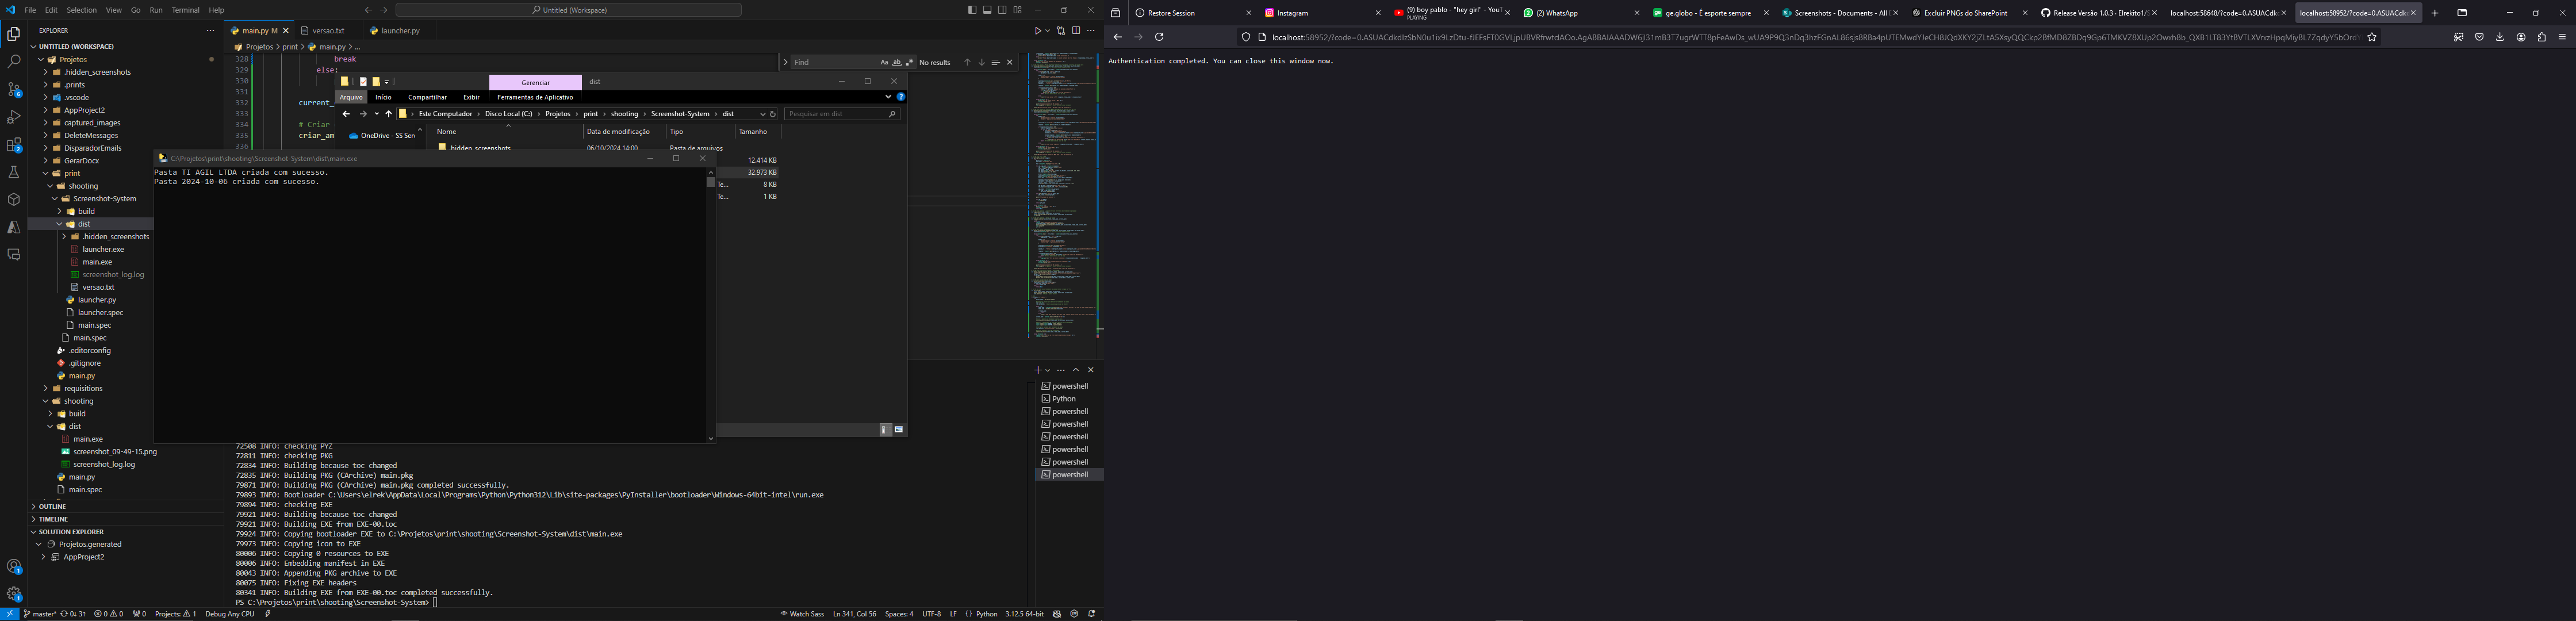 File Edit Selection View Go Run Terminal Help
Untitled (Workspace)
EXPLORER
UNTITLED (WORKSPACE)
Projetos
.hidden_screenshots
.prints
.vscode
AppProject2
captured_images
DeleteMessages
DisparadorEmails
GerarDocx
print
shooting
Screenshot-System
build
dist
.hidden_screenshots
launcher.exe
main.exe
screenshot_log.log
versao.txt
launcher.py
launcher.spec
main.spec
main.spec
.editorconfig
.gitignore
main.py
requisitions
shooting
build
dist
main.exe
screenshot_09-49-15.png
screenshot_log.log
main.py
main.spec
OUTLINE
TIMELINE
SOLUTION EXPLORER
Projetos.generated
AppProject2
main.py M
versao.txt
launcher.py
Projetos > print > main.py > ...
328 break
329 else:
330
331
332 current_
333
334 # Criar
335 criar_am
336
Find
Aa
ab
No results
Gerenciar
dist
Arquivo Início Compartilhar Exibir Ferramentas de Aplicativo
Este Computador > Disco Local (C:) > Projetos > print > shooting > Screenshot-System > dist
Pesquisar em dist
OneDrive - SS Sen
Nome Data de modificação Tipo Tamanho
.hidden_screenshots 06/10/2024 14:00 Pasta de arquivos
12.414 KB
32.973 KB
Te... 8 KB
Te... 1 KB
C:\Projetos\print\shooting\Screenshot-System\dist\main.exe
Pasta TI AGIL LTDA criada com sucesso.
Pasta 2024-10-06 criada com sucesso.
72508 INFO: checking PYZ
72811 INFO: checking PKG
72834 INFO: Building because toc changed
72835 INFO: Building PKG (CArchive) main.pkg
79871 INFO: Building PKG (CArchive) main.pkg completed successfully.
79893 INFO: Bootloader C:\Users\elrek\AppData\Local\Programs\Python\Python312\Lib\site-packages\PyInstaller\bootloader\Windows-64bit-intel\run.exe
79894 INFO: checking EXE
79921 INFO: Building because toc changed
79921 INFO: Building EXE from EXE-00.toc
79924 INFO: Copying bootloader EXE to C:\Projetos\print\shooting\Screenshot-System\dist\main.exe
79973 INFO: Copying icon to EXE
80006 INFO: Copying 0 resources to EXE
80006 INFO: Embedding manifest in EXE
80043 INFO: Appending PKG archive to EXE
80075 INFO: Fixing EXE headers
80341 INFO: Building EXE from EXE-00.toc completed successfully.
PS C:\Projetos\print\shooting\Screenshot-System>
powershell
Python
powershell
powershell
powershell
powershell
powershell
powershell
master* 0↓ 3↑ 0 0 0 Projects: 1 Debug Any CPU
Watch Sass Ln 341, Col 56 Spaces: 4 UTF-8 LF Python 3.12.5 64-bit
Restore Session
Instagram
(9) boy pablo - "hey girl" - YouT
PLAYING
(2) WhatsApp
ge.globo - É esporte sempre
Screenshots - Documents - All
Excluir PNGs do SharePoint
Release Versão 1.0.3 · Elrekito1/S
localhost:58648/?code=0.ASUACdk
localhost:58952/?code=0.ASUACdk
Authentication completed. You can close this window now.